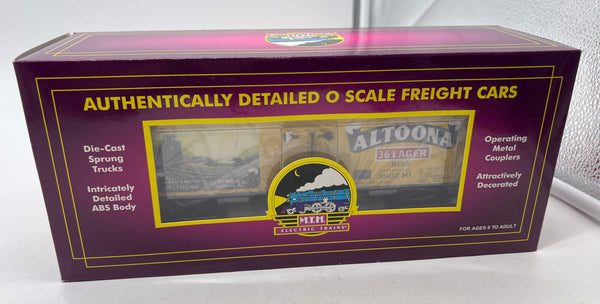 AUTHENTICALLY DETAILED O SCALE FREIGHT CARS
Die-Cast
Sprung
Trucks
Intricately
Detailed
ABS Body
ALTOONA
36 LAGER
BEER
Operating
Metal
Couplers
Attractively
Decorated
M.T.H.
ELECTRIC TRAINS
FOR AGES 8 TO ADULT